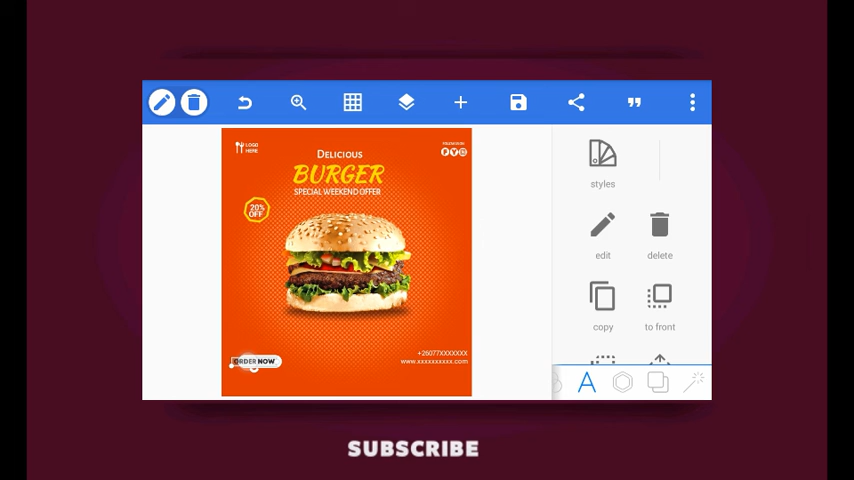 LOGO
HERE
Delicious
BURGER
SPECIAL WEEKEND OFFER
20%
OFF
ORDER NOW
+26077XXXXXXX
www.xxxxxxxxxx.com
styles
edit
delete
copy
to front
A
SUBSCRIBE